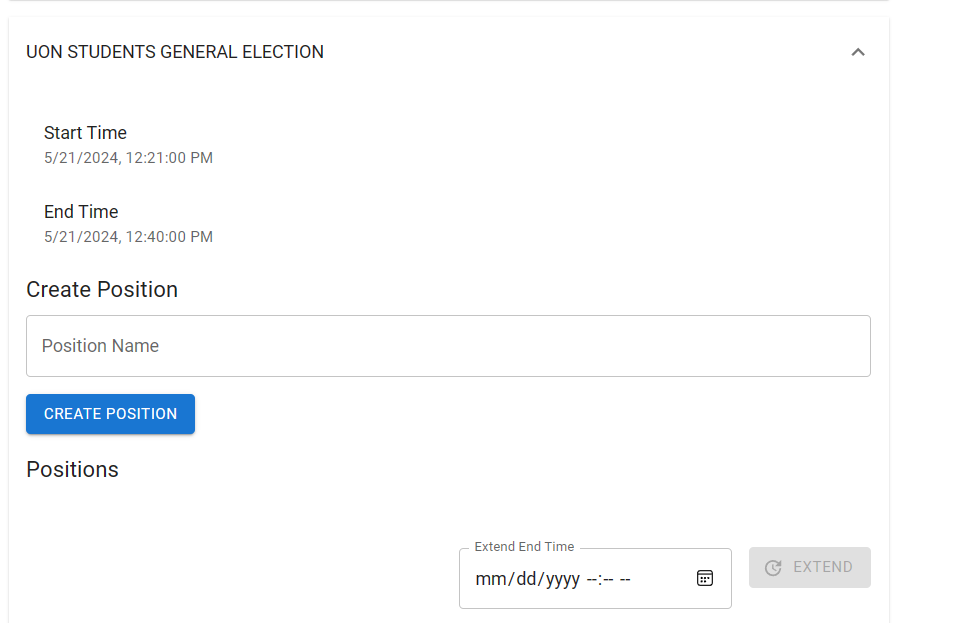 UON STUDENTS GENERAL ELECTION
Start Time
5/21/2024, 12:21:00 PM
End Time
5/21/2024, 12:40:00 PM
Create Position
Position Name
CREATE POSITION
Positions
Extend End Time
mm/dd/yyyy --:-- --
EXTEND